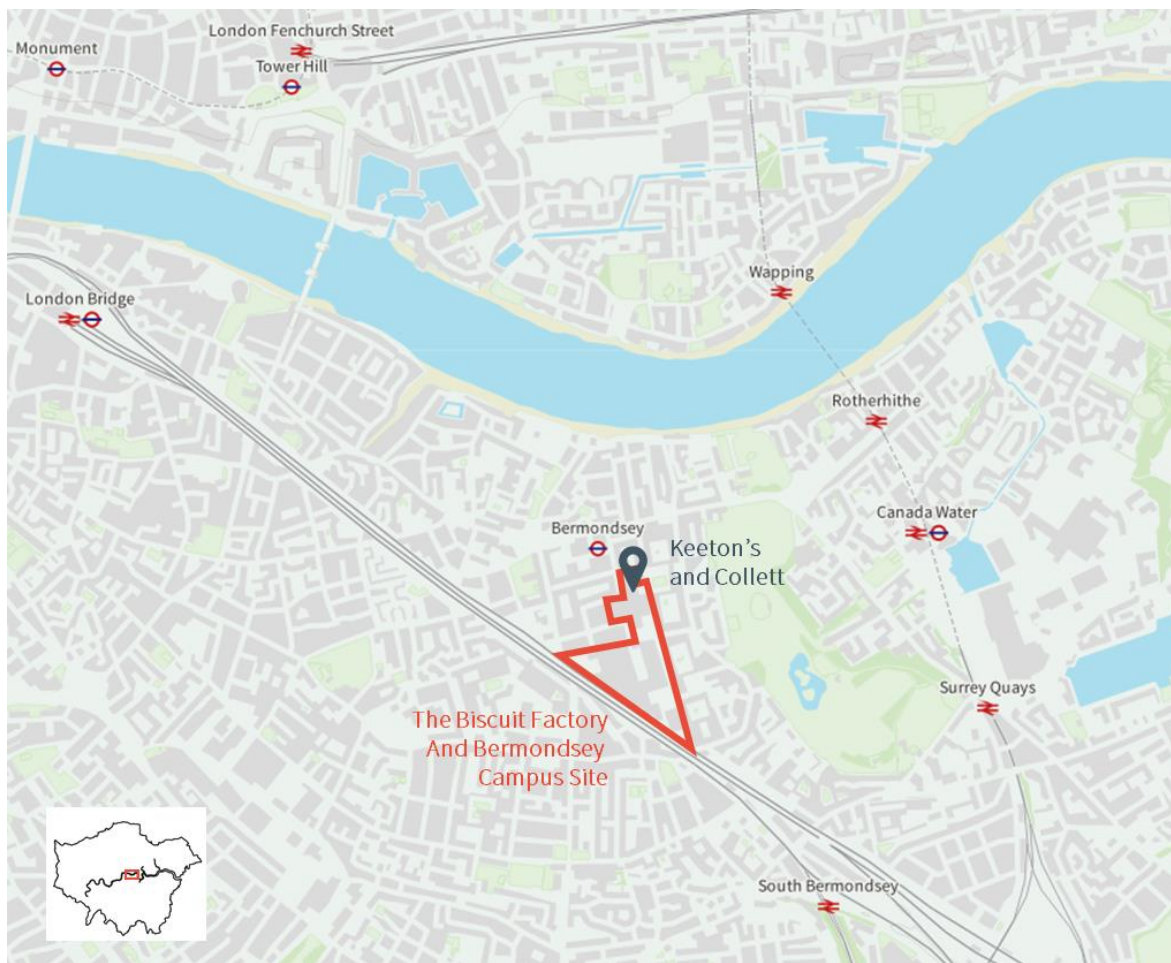 London Fenchurch Street
Monument
Tower Hill
Wapping
London Bridge
Rotherhithe
Canada Water
Bermondsey
Keeton's
and Collett
Surrey Quays
The Biscuit Factory
And Bermondsey
Campus Site
South Bermondsey